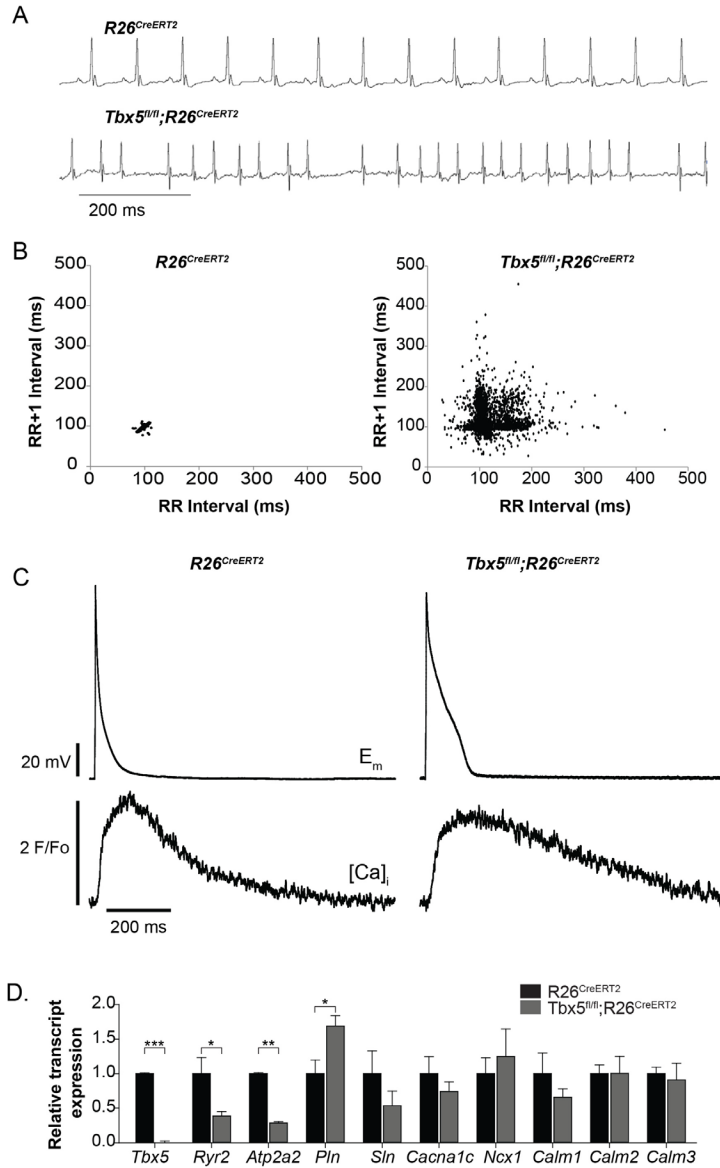 A
R26CreERT2
Tbx5fl/fl;R26CreERT2
200 ms
B
R26CreERT2
Tbx5fl/fl;R26CreERT2
RR+1 Interval (ms)
500
400
300
200
100
0
0 100 200 300 400 500
RR Interval (ms)
RR+1 Interval (ms)
500
400
300
200
100
0
0 100 200 300 400 500
RR Interval (ms)
C
R26CreERT2
Tbx5fl/fl;R26CreERT2
20 mV
Em
2 F/Fo
[Ca]i
200 ms
D.
R26CreERT2
Tbx5fl/fl;R26CreERT2
Relative transcript
expression
2.0
1.5
1.0
0.5
0.0
*** * ** *
Tbx5 Ryr2 Atp2a2 Pln Sln Cacna1c Ncx1 Calm1 Calm2 Calm3